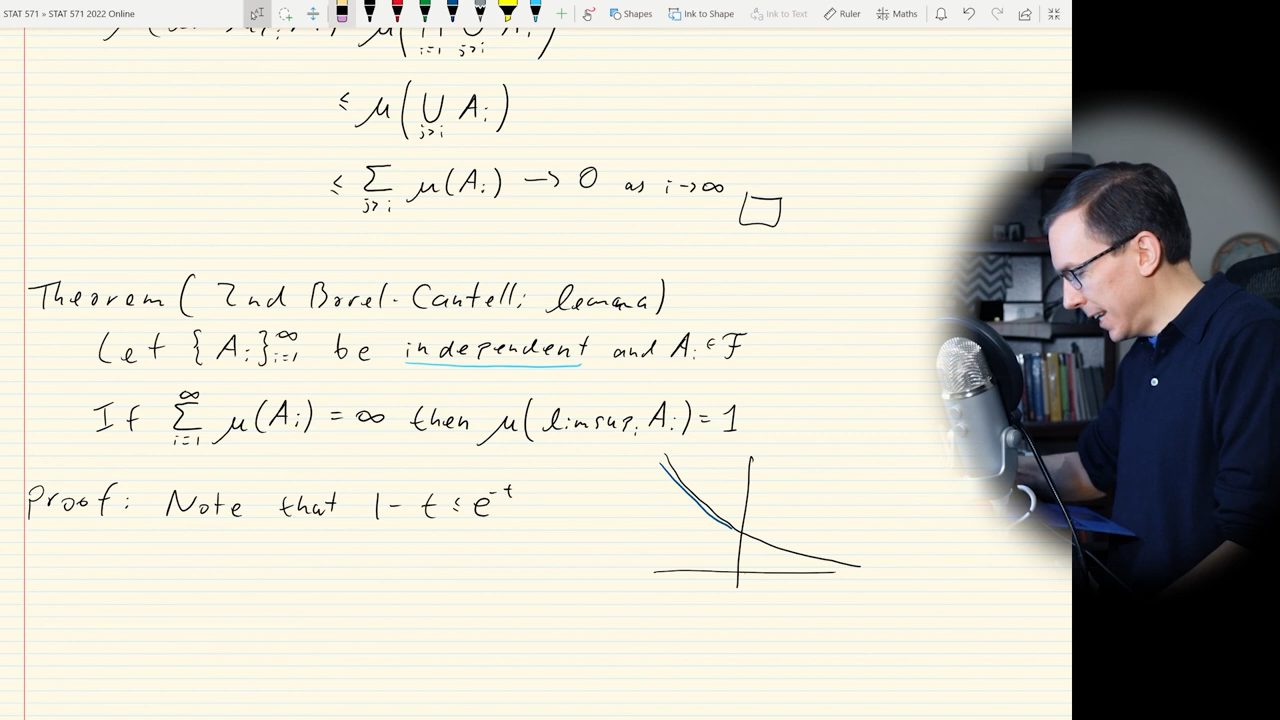 STAT 571 » STAT 571 2022 Online
Shapes Ink to Shape Ink to Text Ruler Maths
≤ μ(⋃_{j>i} A_i)
≤ Σ_{j>i} μ(A_i) → 0 as i→∞ □
Theorem (2nd Borel-Cantelli lemma)
Let {A_i}_{i=1}^∞ be independent and A_i ∈ F
If Σ_{i=1}^∞ μ(A_i) = ∞ then μ(limsup_i A_i) = 1
Proof: Note that 1 - t ≤ e^{-t}